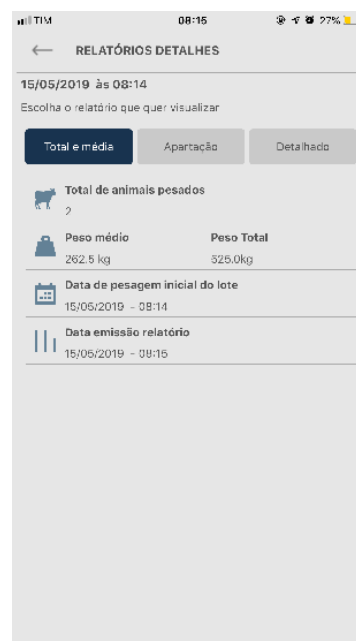 TIM 08:15 27%
RELATÓRIOS DETALHES
15/05/2019 às 08:14
Escolha o relatório que quer visualizar
Total e média Apartação Detalhado
Total de animais pesados
2
Peso médio Peso Total
262.5 kg 525.0kg
Data de pesagem inicial do lote
15/05/2019 - 08:14
Data emissão relatório
15/05/2019 - 08:15